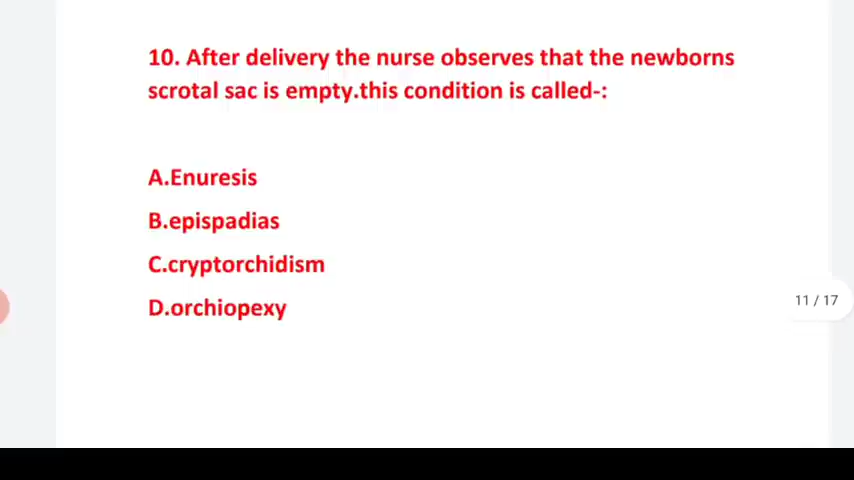 10. After delivery the nurse observes that the newborns
scrotal sac is empty.this condition is called-:
A.Enuresis
B.epispadias
C.cryptorchidism
D.orchiopexy
11 / 17